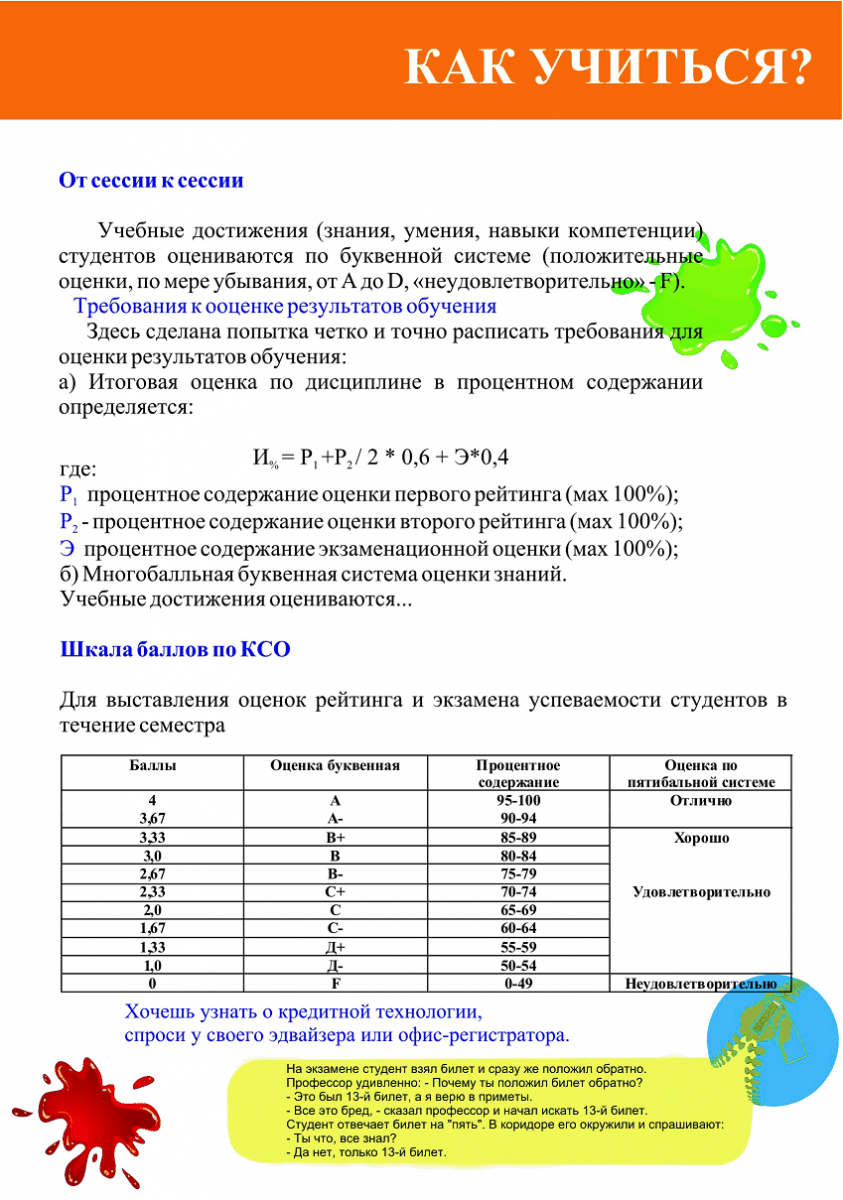 КАК УЧИТЬСЯ?
От сессии к сессии
Учебные достижения (знания, умения, навыки компетенции)
студентов оцениваются по буквенной системе (положительные
оценки, по мере убывания, от А до D, «неудовлетворительно» - F).
Требования к ооценке результатов обучения
Здесь сделана попытка четко и точно расписать требования для
оценки результатов обучения:
а) Итоговая оценка по дисциплине в процентном содержании
определяется:
И% = Р1 +Р2 / 2 * 0,6 + Э*0,4
где:
Р1 процентное содержание оценки первого рейтинга (мах 100%);
Р2 - процентное содержание оценки второго рейтинга (мах 100%);
Э процентное содержание экзаменационной оценки (мах 100%);
б) Многобалльная буквенная система оценки знаний.
Учебные достижения оцениваются...
Шкала баллов по КСО
Для выставления оценок рейтинга и экзамена успеваемости студентов в
течение семестра
Баллы Оценка буквенная Процентное содержание Оценка по пятибальной системе
4 А 95-100 Отлично
3,67 А- 90-94
3,33 В+ 85-89 Хорошо
3,0 В 80-84
2,67 В- 75-79
2,33 С+ 70-74 Удовлетворительно
2,0 С 65-69
1,67 С- 60-64
1,33 Д+ 55-59
1,0 Д- 50-54
0 F 0-49 Неудовлетворительно
Хочешь узнать о кредитной технологии,
спроси у своего эдвайзера или офис-регистратора.
На экзамене студент взял билет и сразу же положил обратно.
Профессор удивленно: - Почему ты положил билет обратно?
- Это был 13-й билет, а я верю в приметы.
- Все это бред, - сказал профессор и начал искать 13-й билет.
Студент отвечает билет на "пять". В коридоре его окружили и спрашивают:
- Ты что, все знал?
- Да нет, только 13-й билет.